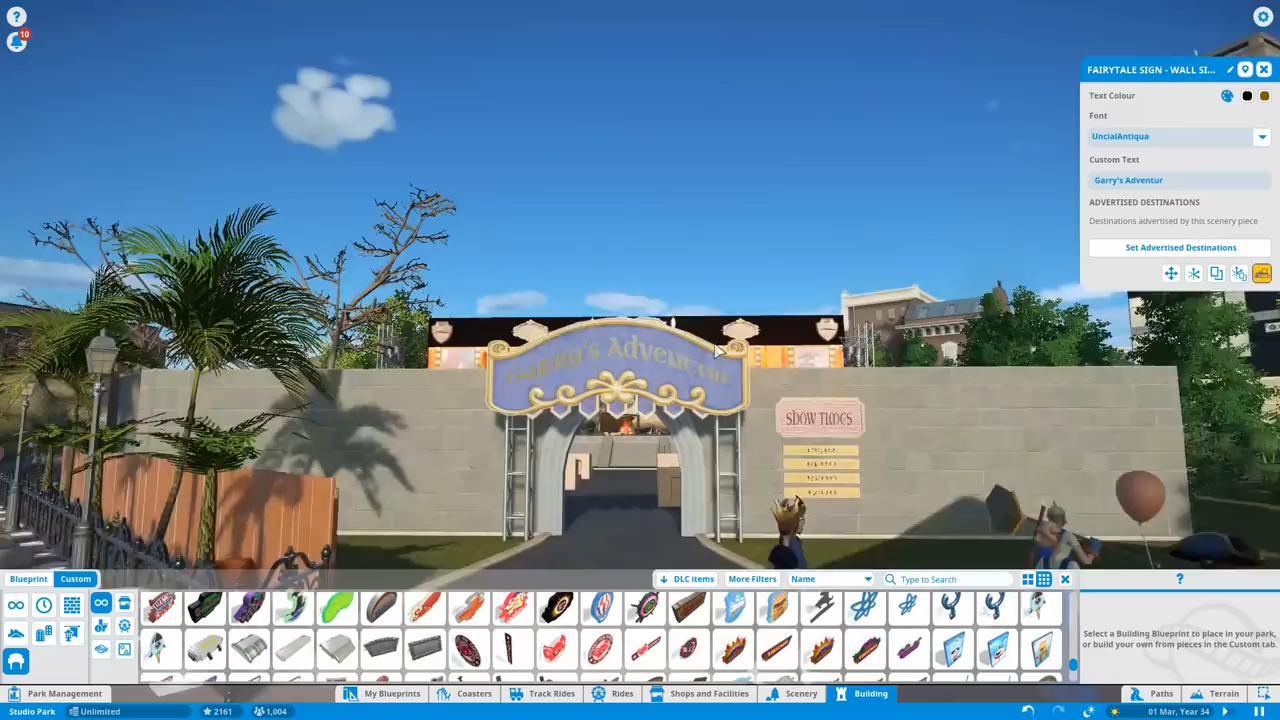 ?
10
FAIRYTALE SIGN - WALL SI...
Text Colour
Font
UncialAntiqua
Custom Text
Garry's Adventur
ADVERTISED DESTINATIONS
Destinations advertised by this scenery piece
Set Advertised Destinations
Garry's Adventur
SHOW TIMES
Blueprint Custom DLC items More Filters Name Type to Search ?
Select a Building Blueprint to place in your park,
or build your own from pieces in the Custom tab.
Park Management My Blueprints Coasters Track Rides Rides Shops and Facilities Scenery Building Paths Terrain
Studio Park Unlimited 2161 1,004 01 Mar, Year 34